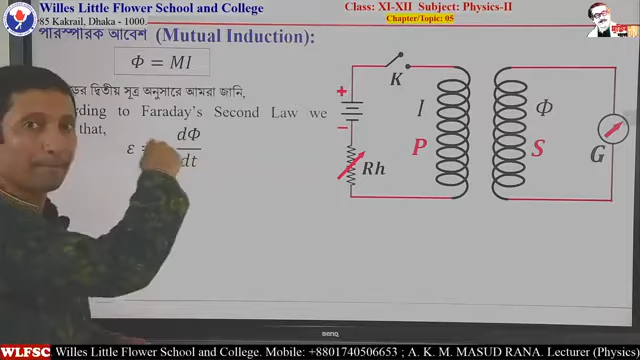 Willes Little Flower School and College
85 Kakrail, Dhaka - 1000.
Class: XI-XII Subject: Physics-II
Chapter/Topic: 05
পারস্পারক আবেশ (Mutual Induction):
Φ = MI
দ্বিতীয় সূত্র অনুসারে আমরা জানি,
to Faraday's Second Law we
that,
ε = dΦ/dt
K
I
P
Φ
S
G
+
−
Rh
BENQ
WLFSC
Willes Little Flower School and College. Mobile: +8801740506653 ; A. K. M. MASUD RANA. Lecturer (Physics)